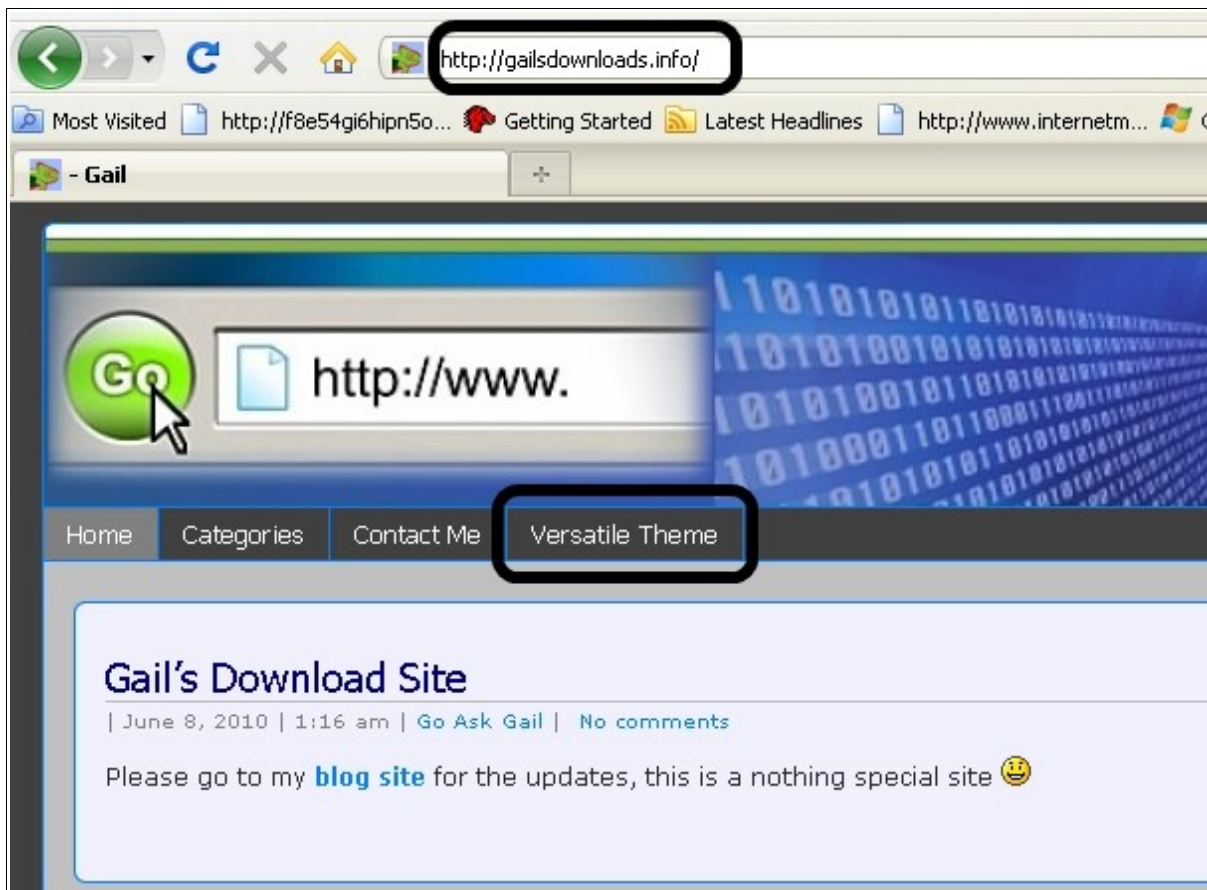 http://gailsdownloads.info/
Most Visited http://f8e54gi6hipn5o... Getting Started Latest Headlines http://www.internetm...
- Gail
Go http://www.
Home Categories Contact Me Versatile Theme
Gail's Download Site
| June 8, 2010 | 1:16 am | Go Ask Gail | No comments
Please go to my blog site for the updates, this is a nothing special site